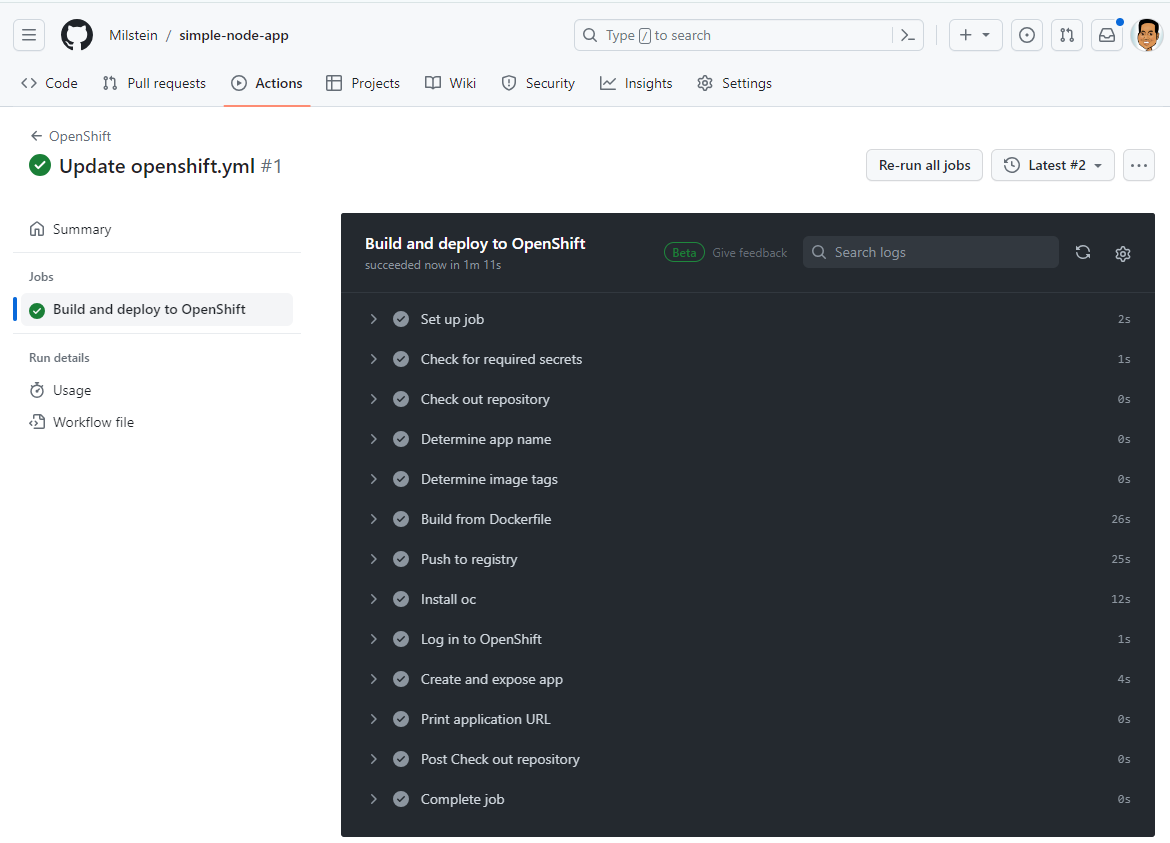 Milstein / simple-node-app
Type / to search
Code
Pull requests
Actions
Projects
Wiki
Security
Insights
Settings
OpenShift
Update openshift.yml #1
Re-run all jobs
Latest #2
Summary
Jobs
Build and deploy to OpenShift
Run details
Usage
Workflow file
Build and deploy to OpenShift
succeeded now in 1m 11s
Beta
Give feedback
Search logs
Set up job 2s
Check for required secrets 1s
Check out repository 0s
Determine app name 0s
Determine image tags 0s
Build from Dockerfile 26s
Push to registry 25s
Install oc 12s
Log in to OpenShift 1s
Create and expose app 4s
Print application URL 0s
Post Check out repository 0s
Complete job 0s